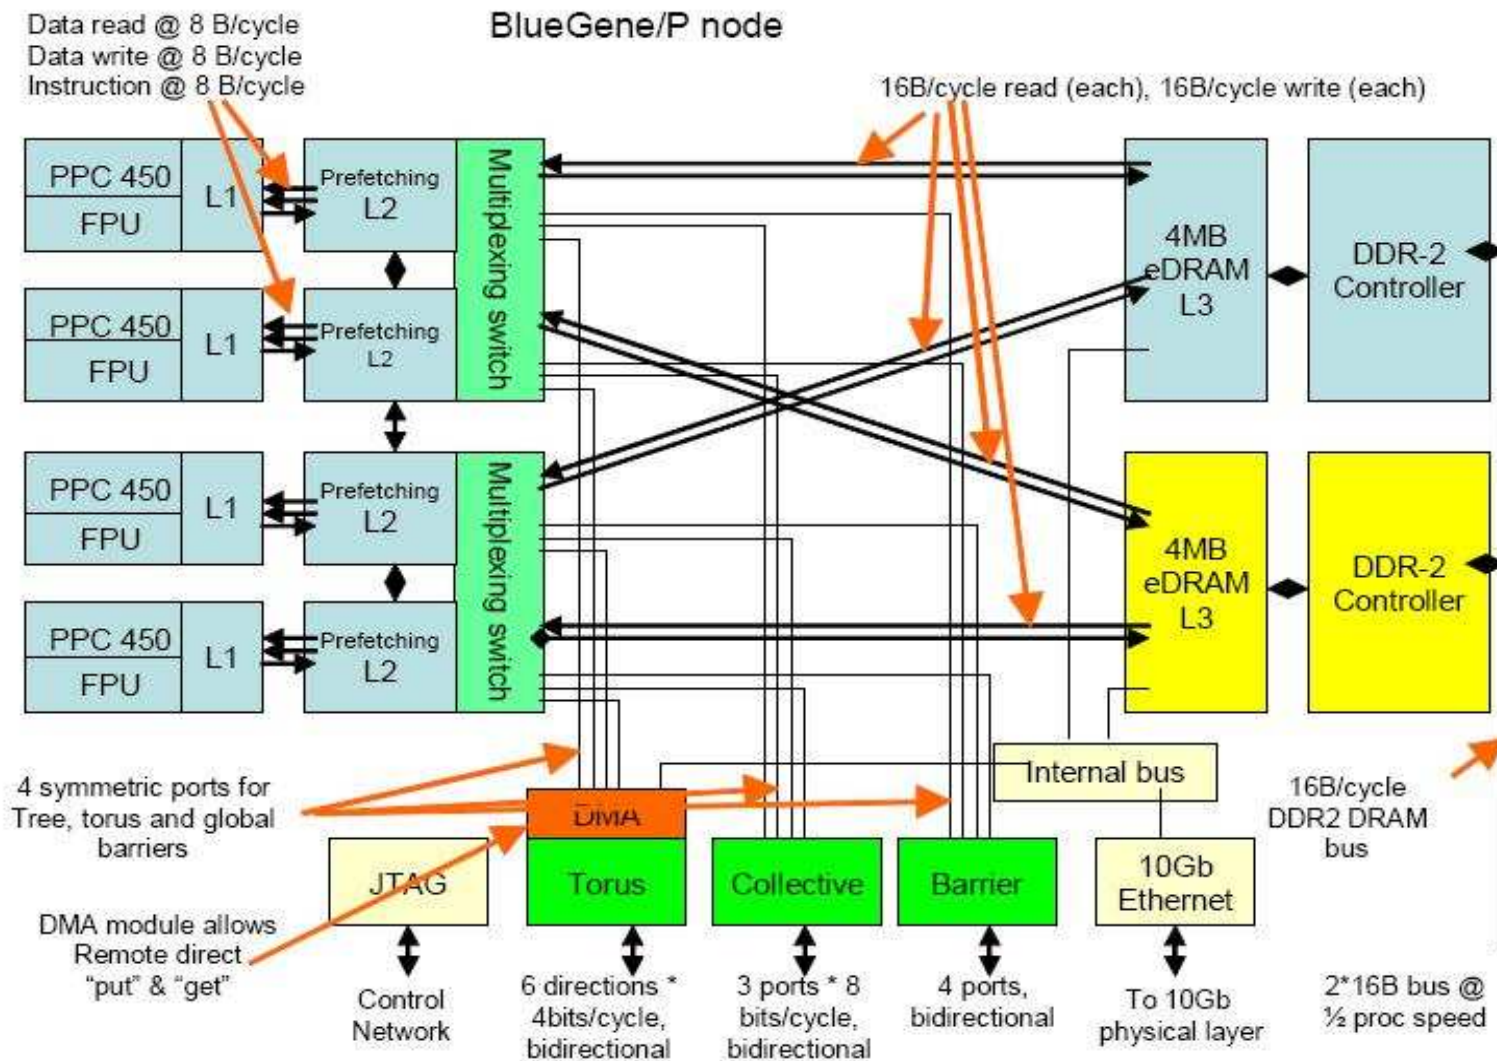 BlueGene/P node
Data read @ 8 B/cycle
Data write @ 8 B/cycle
Instruction @ 8 B/cycle
16B/cycle read (each), 16B/cycle write (each)
PPC 450
FPU
L1
Prefetching
L2
PPC 450
FPU
L1
Prefetching
L2
Multiplexing switch
PPC 450
FPU
L1
Prefetching
L2
PPC 450
FPU
L1
Prefetching
L2
Multiplexing switch
4MB
eDRAM
L3
DDR-2
Controller
4MB
eDRAM
L3
DDR-2
Controller
4 symmetric ports for
Tree, torus and global
barriers
DMA module allows
Remote direct
“put” & “get”
Internal bus
16B/cycle
DDR2 DRAM
bus
DMA
JTAG
Torus
Collective
Barrier
10Gb
Ethernet
Control
Network
6 directions *
4bits/cycle,
bidirectional
3 ports * 8
bits/cycle,
bidirectional
4 ports,
bidirectional
To 10Gb
physical layer
2*16B bus @
½ proc speed